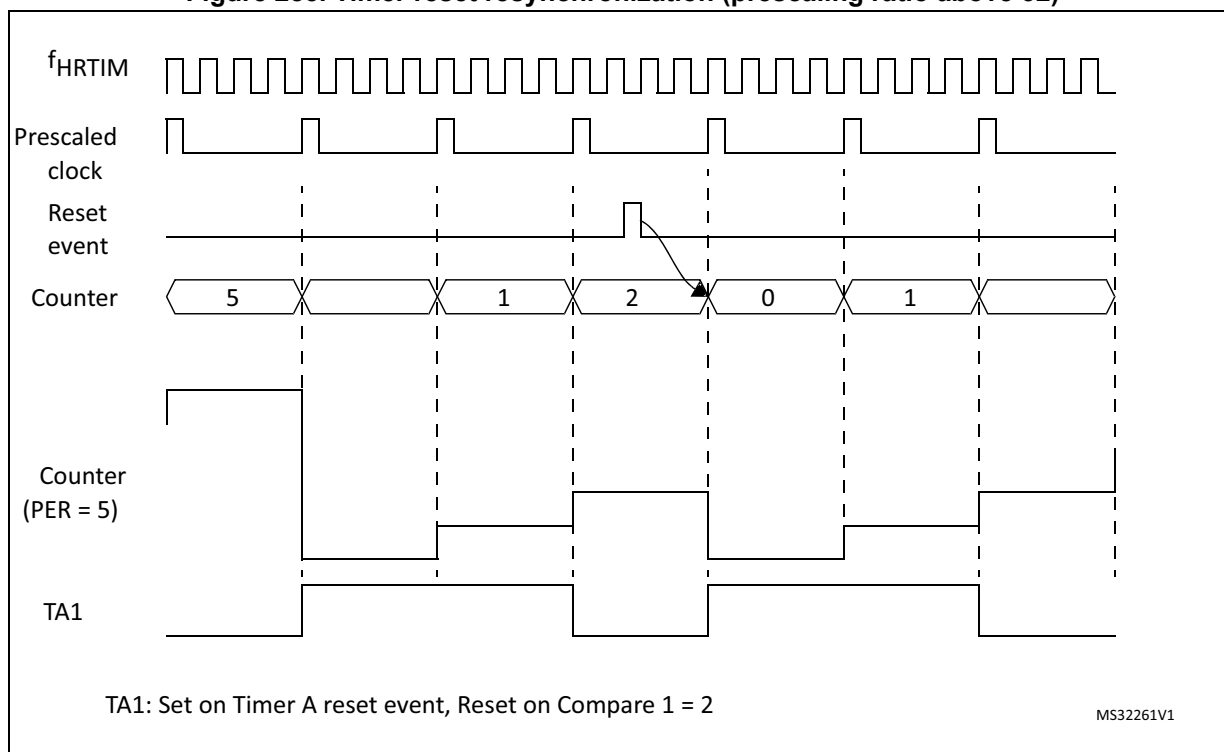 fHRTIM
Prescaled
clock
Reset
event
Counter
5 1 2 0 1
Counter
(PER = 5)
TA1
TA1: Set on Timer A reset event, Reset on Compare 1 = 2
MS32261V1